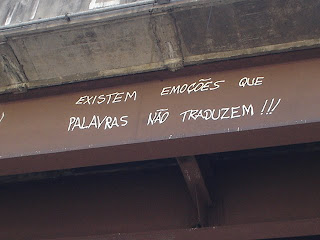 !
EXISTEM EMOÇÕES QUE
PALAVRAS NÃO TRADUZEM!!!